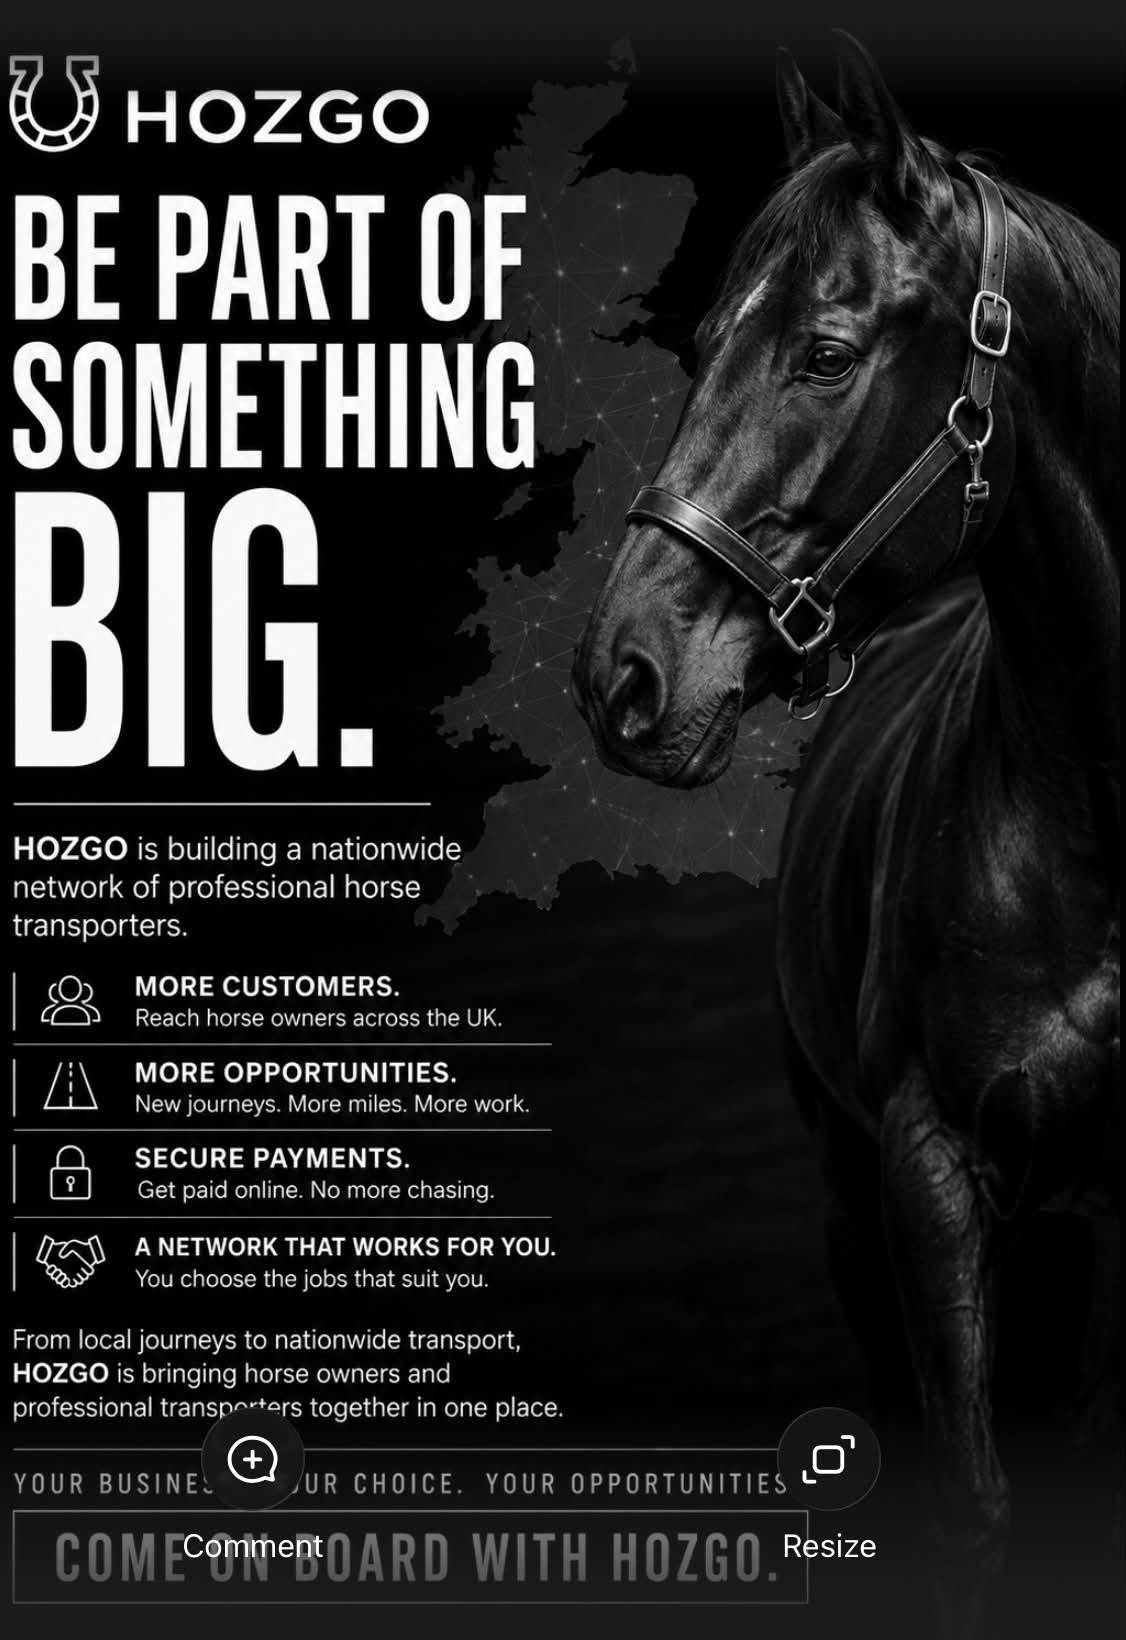 HOZGO
BE PART OF
SOMETHING
BIG.
HOZGO is building a nationwide
network of professional horse
transporters.
MORE CUSTOMERS.
Reach horse owners across the UK.
MORE OPPORTUNITIES.
New journeys. More miles. More work.
SECURE PAYMENTS.
Get paid online. No more chasing.
A NETWORK THAT WORKS FOR YOU.
You choose the jobs that suit you.
From local journeys to nationwide transport,
HOZGO is bringing horse owners and
professional transporters together in one place.
YOUR CHOICE. YOUR OPPORTUNITIES
COME ON BOARD WITH HOZGO.
Comment
Resize